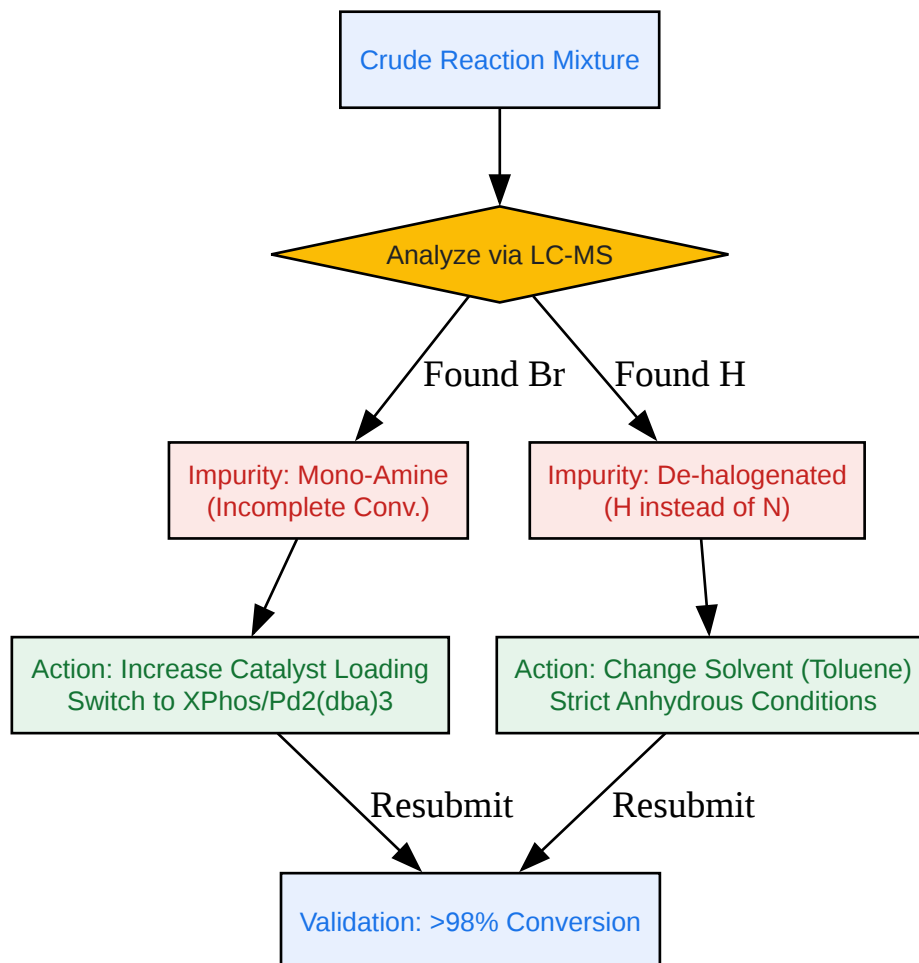 Crude Reaction Mixture
Analyze via LC-MS
Found Br
Found H
Impurity: Mono-Amine
(Incomplete Conv.)
Impurity: De-halogenated
(H instead of N)
Action: Increase Catalyst Loading
Switch to XPhos/Pd2(dba)3
Action: Change Solvent (Toluene)
Strict Anhydrous Conditions
Resubmit
Resubmit
Validation: >98% Conversion